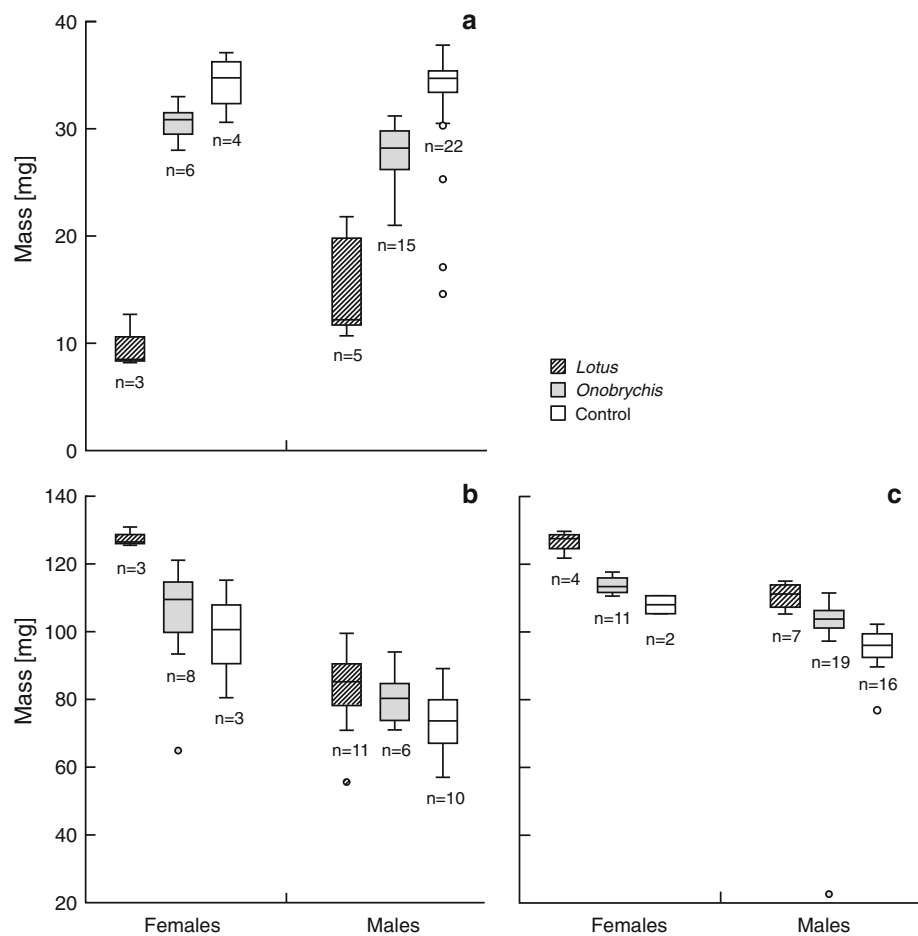 a
40
30
20
10
0
Mass [mg]
n=3
n=6
n=4
n=5
n=15
n=22
Lotus
Onobrychis
Control
b
140
120
100
80
60
40
20
Mass [mg]
n=3
n=8
n=3
n=11
n=6
n=10
Females
Males
c
n=4
n=11
n=2
n=7
n=19
n=16
Females
Males